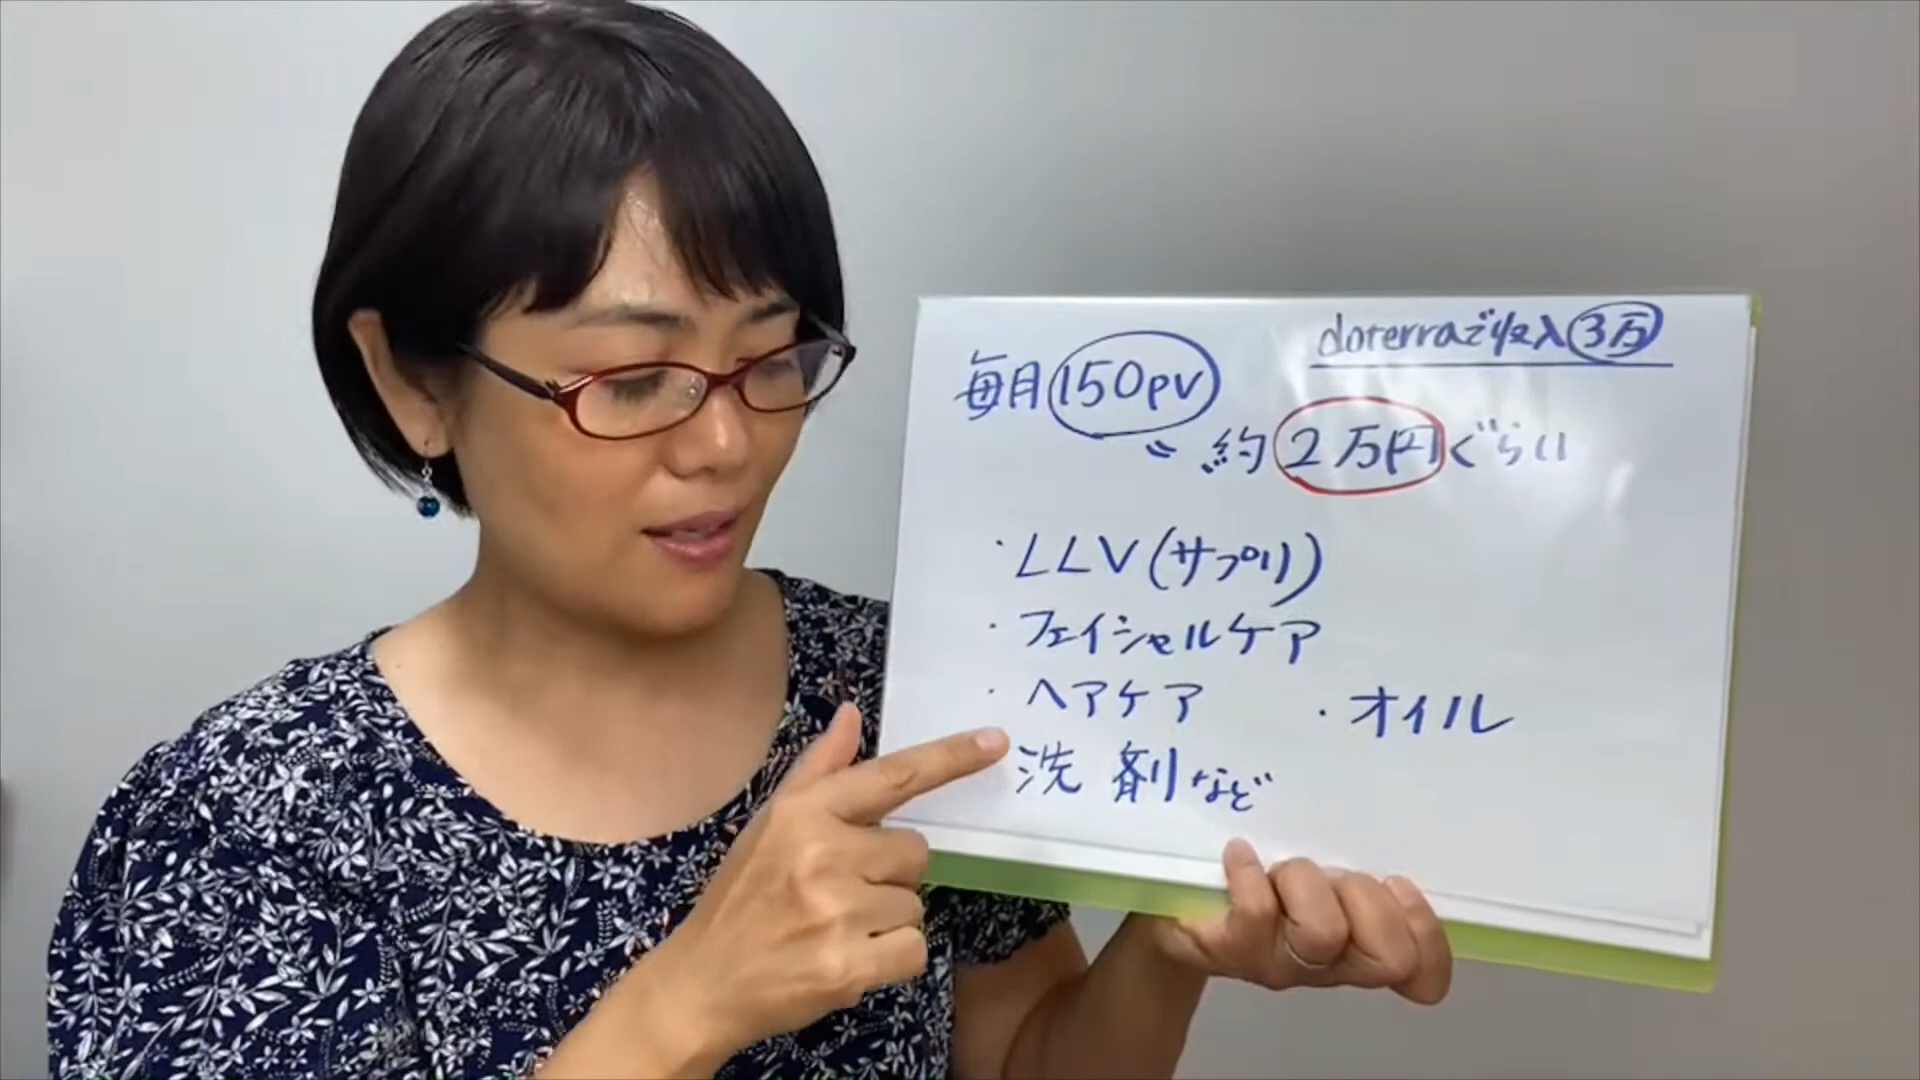 doterraで収入3万
毎月150pv
約2万円ぐらい
・LLV(サプリ)
・フェイシャルケア
・ヘアケア
・オイル
洗剤など